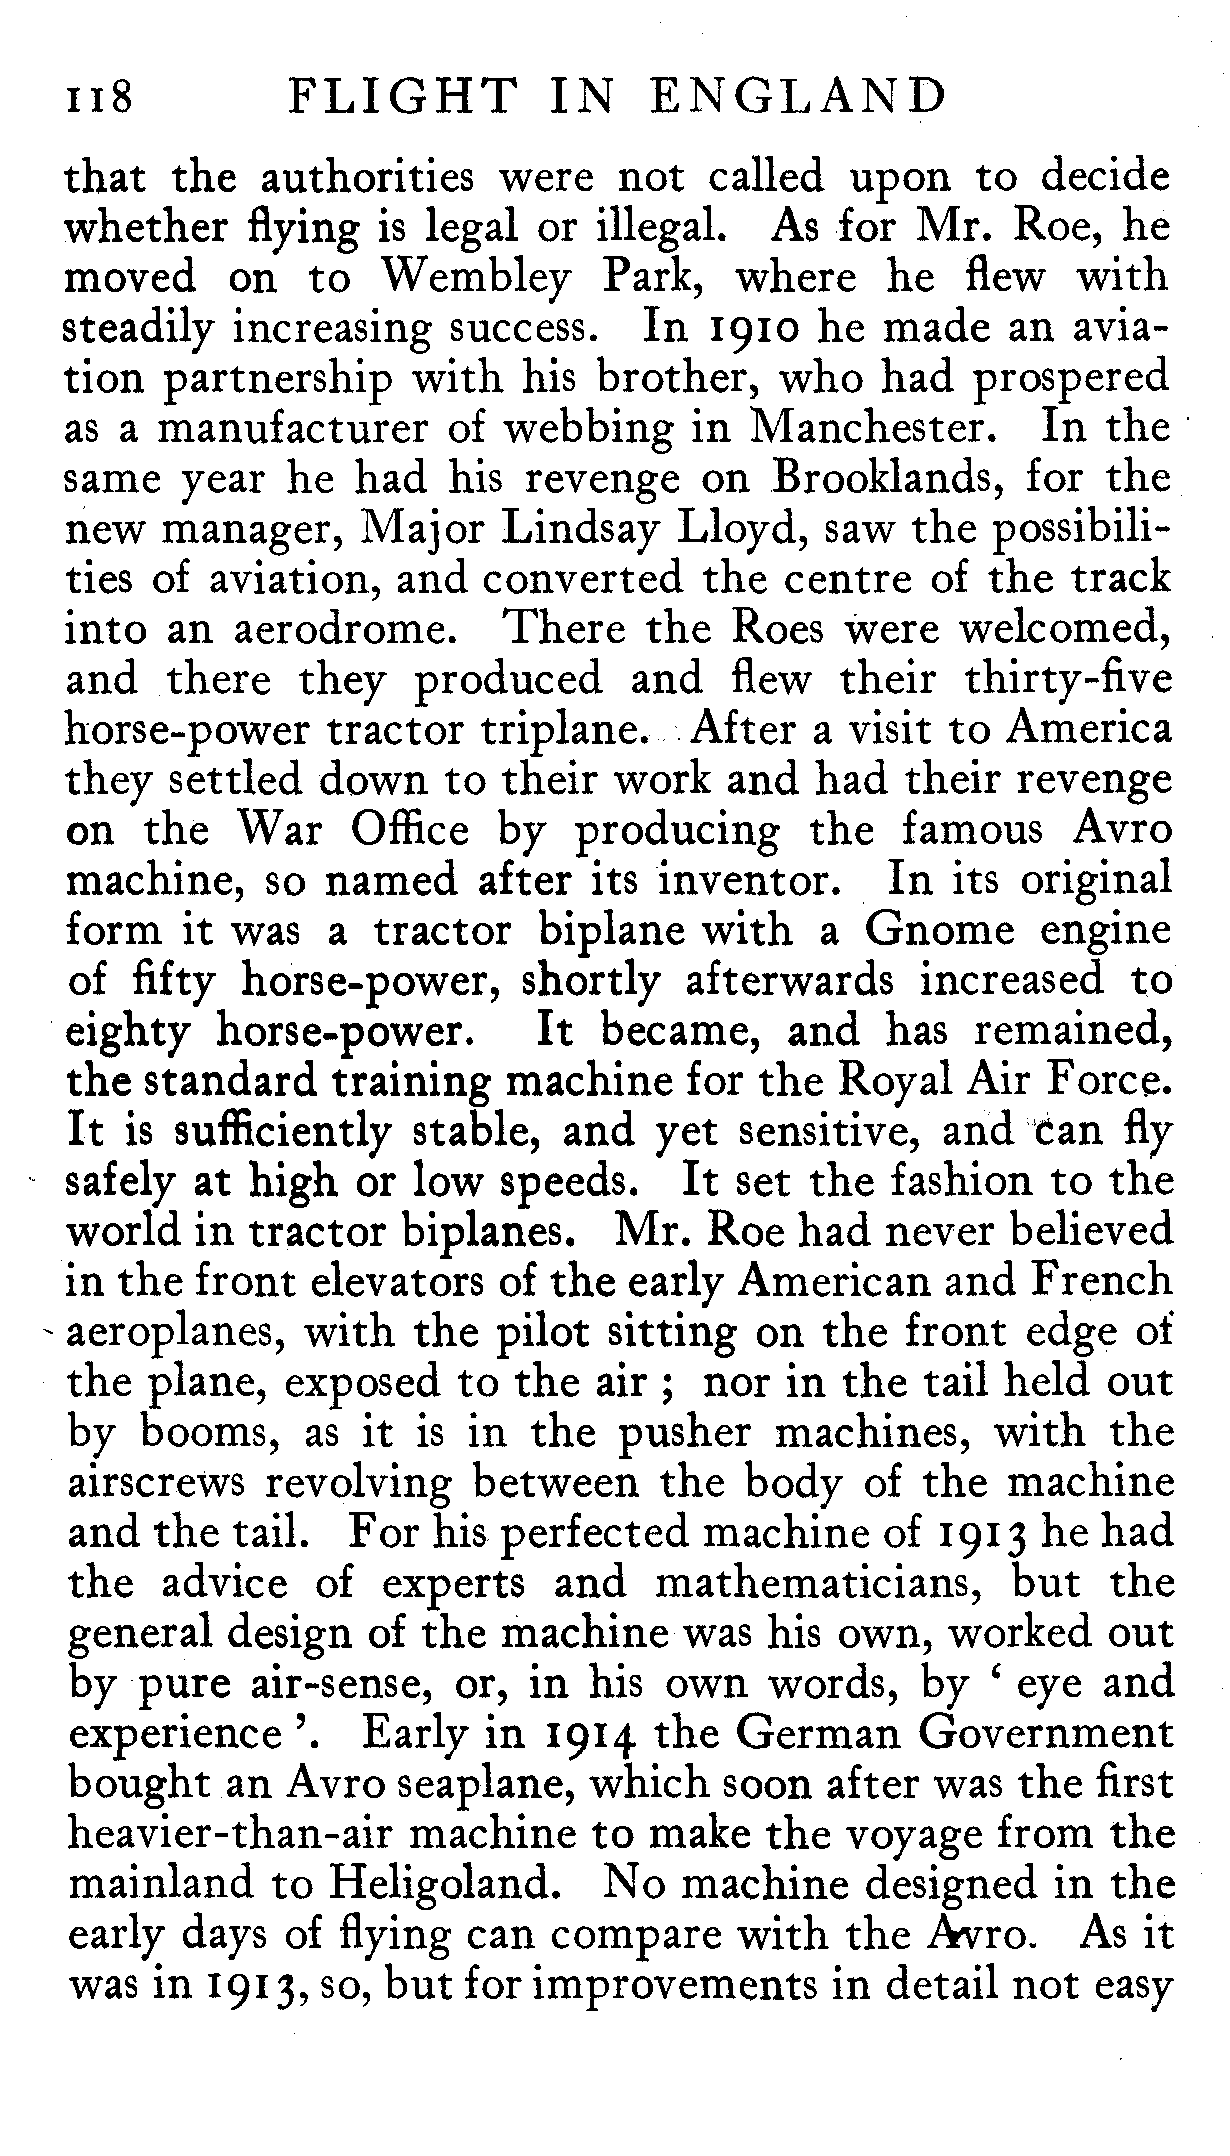 118 FLIGHT IN ENGLAND
that the authorities were not called upon to decide
whether flying is legal or illegal. As for Mr. Roe, he
moved on to Wembley Park, where he flew with
steadily increasing success. In 1910 he made an avia-
tion partnership with his brother, who had prospered
as a manufacturer of webbing in Manchester. In the
same year he had his revenge on Brooklands, for the
new manager, Major Lindsay Lloyd, saw the possibili-
ties of aviation, and converted the centre of the track
into an aerodrome. There the Roes were welcomed,
and there they produced and flew their thirty-five
horse-power tractor triplane. After a visit to America
they settled down to their work and had their revenge
on the War Office by producing the famous Avro
machine, so named after its inventor. In its original
form it was a tractor biplane with a Gnome engine
of fifty horse-power, shortly afterwards increased to
eighty horse-power. It became, and has remained,
the standard training machine for the Royal Air Force.
It is sufficiently stable, and yet sensitive, and can fly
safely at high or low speeds. It set the fashion to the
world in tractor biplanes. Mr. Roe had never believed
in the front elevators of the early American and French
aeroplanes, with the pilot sitting on the front edge of
the plane, exposed to the air ; nor in the tail held out
by booms, as it is in the pusher machines, with the
airscrews revolving between the body of the machine
and the tail. For his perfected machine of 1913 he had
the advice of experts and mathematicians, but the
general design of the machine was his own, worked out
by pure air-sense, or, in his own words, by ‘ eye and
experience ’. Early in 1914 the German Government
bought an Avro seaplane, which soon after was the first
heavier-than-air machine to make the voyage from the
mainland to Heligoland. No machine designed in the
early days of flying can compare with the Avro. As it
was in 1913, so, but for improvements in detail not easy